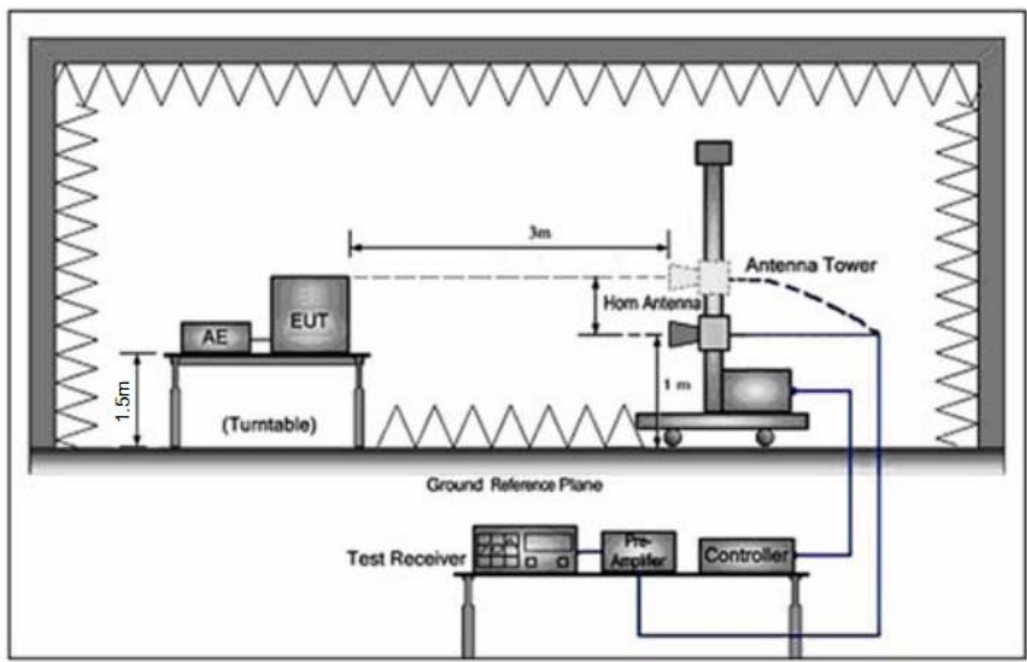 3m
Antenna Tower
Horn Antenna
EUT
AE
1 m
1.5m
(Turntable)
Ground Reference Plane
Test Receiver
Pre-
Amplifier
Controller